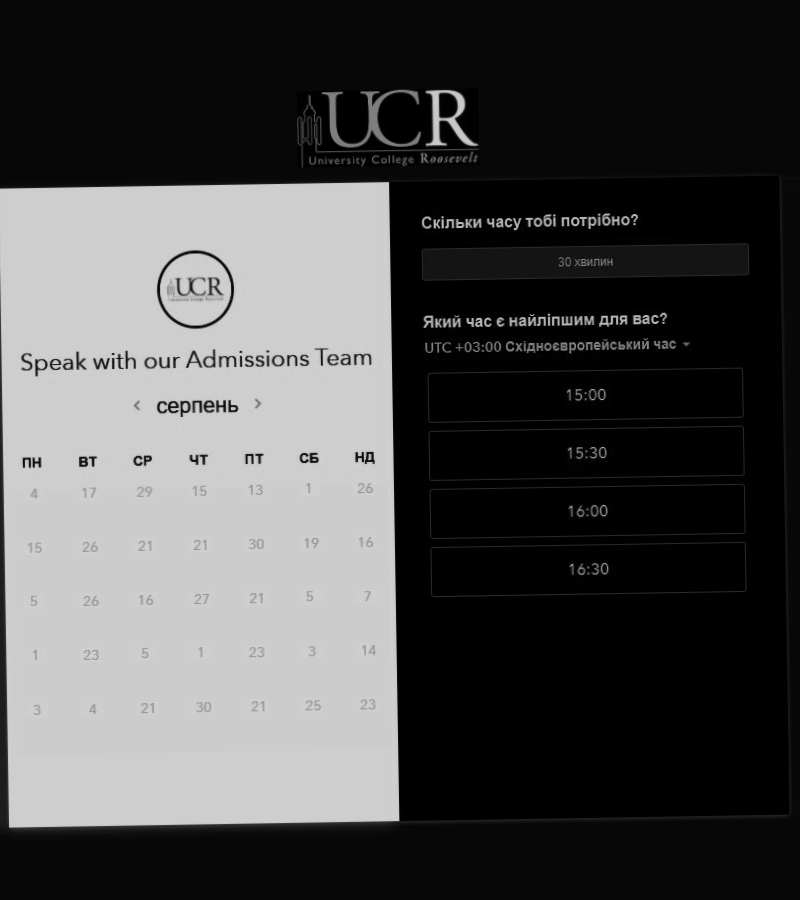 UCR
University College Roosevelt
UCR
University College Roosevelt
Speak with our Admissions Team
‹ серпень ›
ПН ВТ СР ЧТ ПТ СБ НД
4 17 29 15 13 1 26
15 26 21 21 30 19 16
5 26 16 27 21 5 7
1 23 5 1 23 3 14
3 4 21 30 21 25 23
Скільки часу тобі потрібно?
30 хвилин
Який час є найліпшим для вас?
UTC +03:00 Східноєвропейський час
15:00
15:30
16:00
16:30